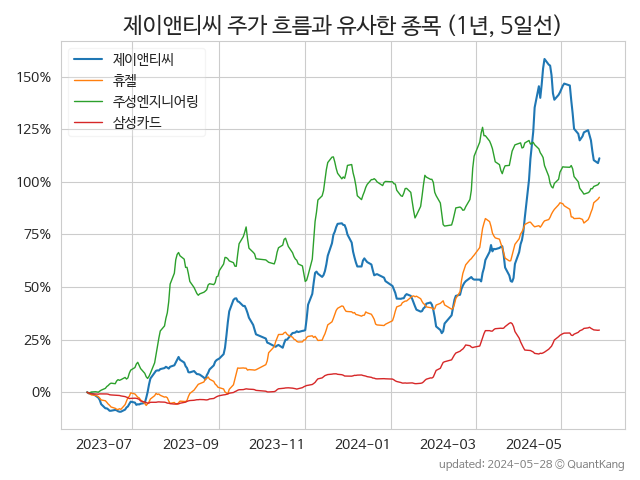 제이앤티씨 주가 흐름과 유사한 종목 (1년, 5일선)
제이앤티씨
휴젤
주성엔지니어링
삼성카드
150%
125%
100%
75%
50%
25%
0%
2023-07 2023-09 2023-11 2024-01 2024-03 2024-05
updated: 2024-05-28 © QuantKang